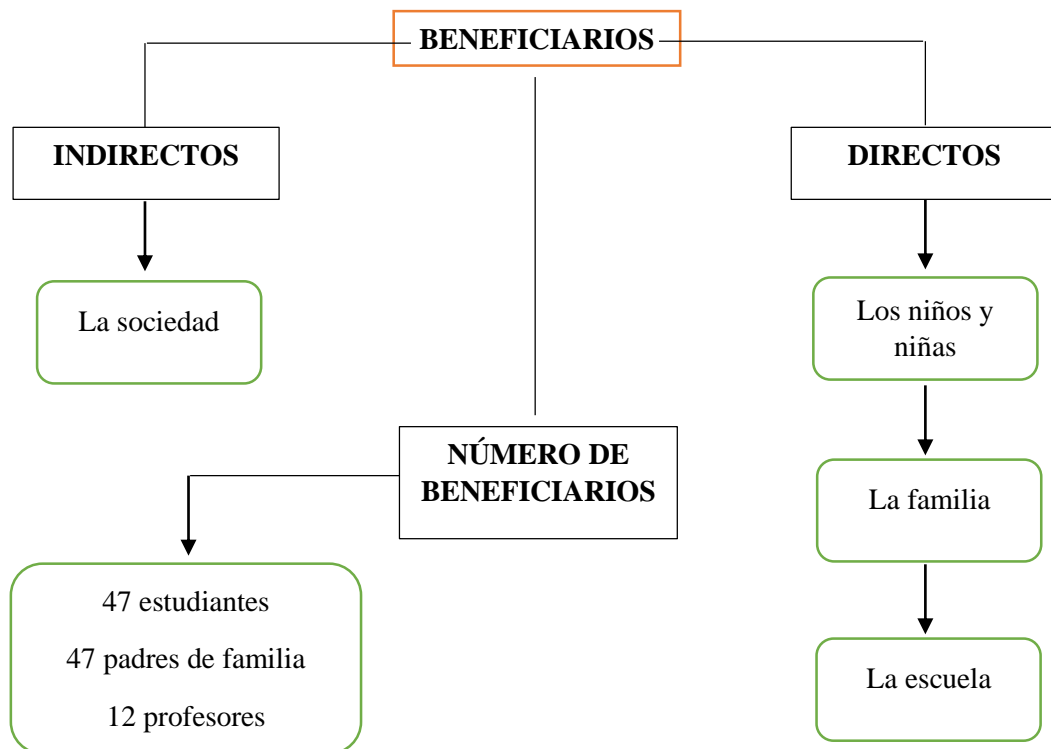 BENEFICIARIOS
INDIRECTOS
DIRECTOS
La sociedad
Los niños y
niñas
NÚMERO DE
BENEFICIARIOS
La familia
47 estudiantes
47 padres de familia
12 profesores
La escuela